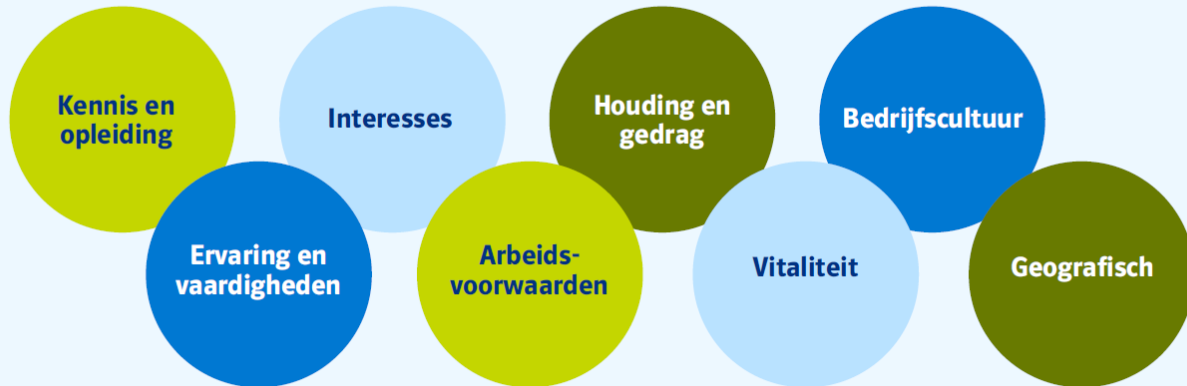 Kennis en
opleiding
Interesses
Houding en
gedrag
Bedrijfscultuur
Ervaring en
vaardigheden
Arbeids-
voorwaarden
Vitaliteit
Geografisch